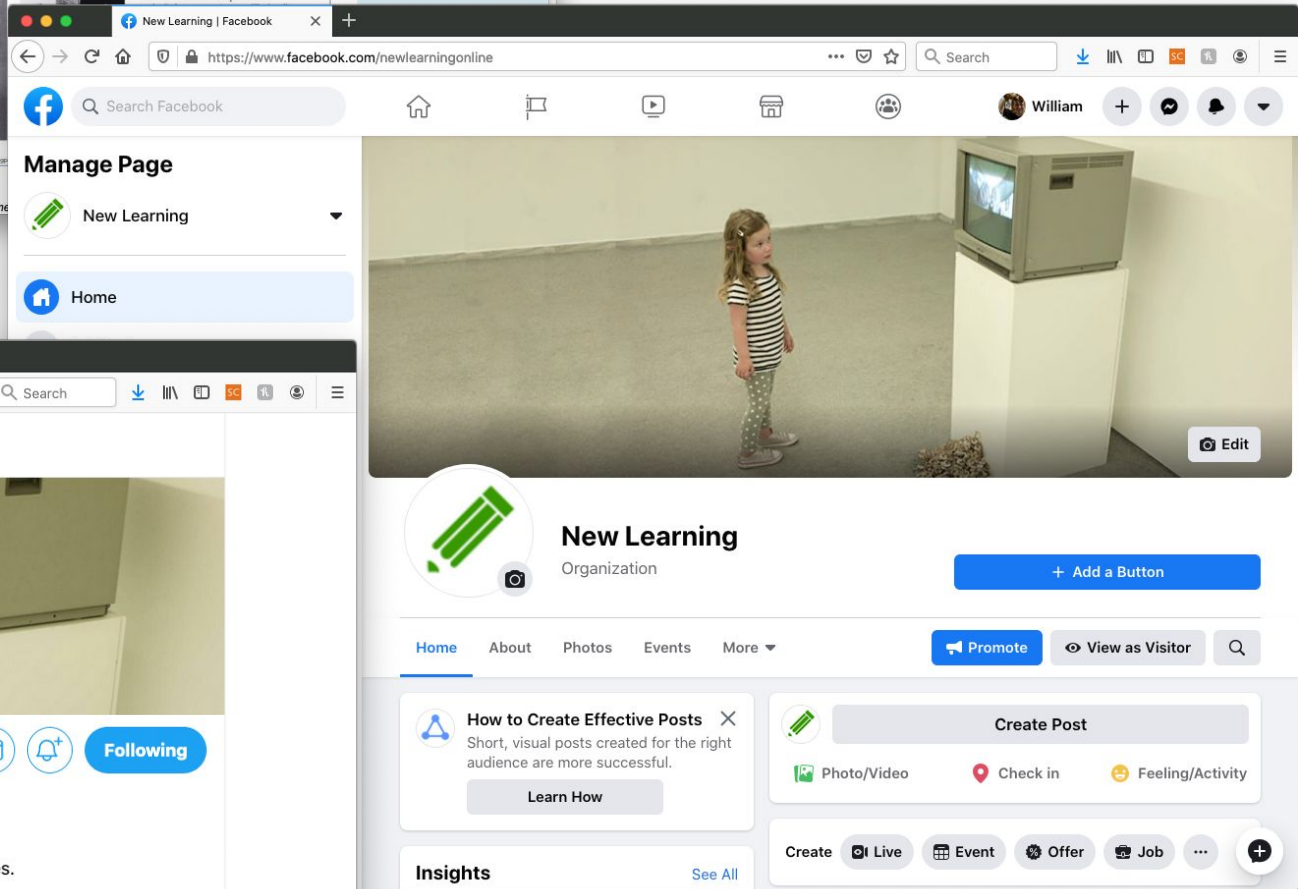 New Learning | Facebook
https://www.facebook.com/newlearningonline
Search
Search Facebook
William
Manage Page
New Learning
Home
Search
Following
s.
Edit
New Learning
Organization
+ Add a Button
Home About Photos Events More
Promote View as Visitor
How to Create Effective Posts
Short, visual posts created for the right
audience are more successful.
Learn How
Create Post
Photo/Video Check in Feeling/Activity
Create Live Event Offer Job ...
Insights See All